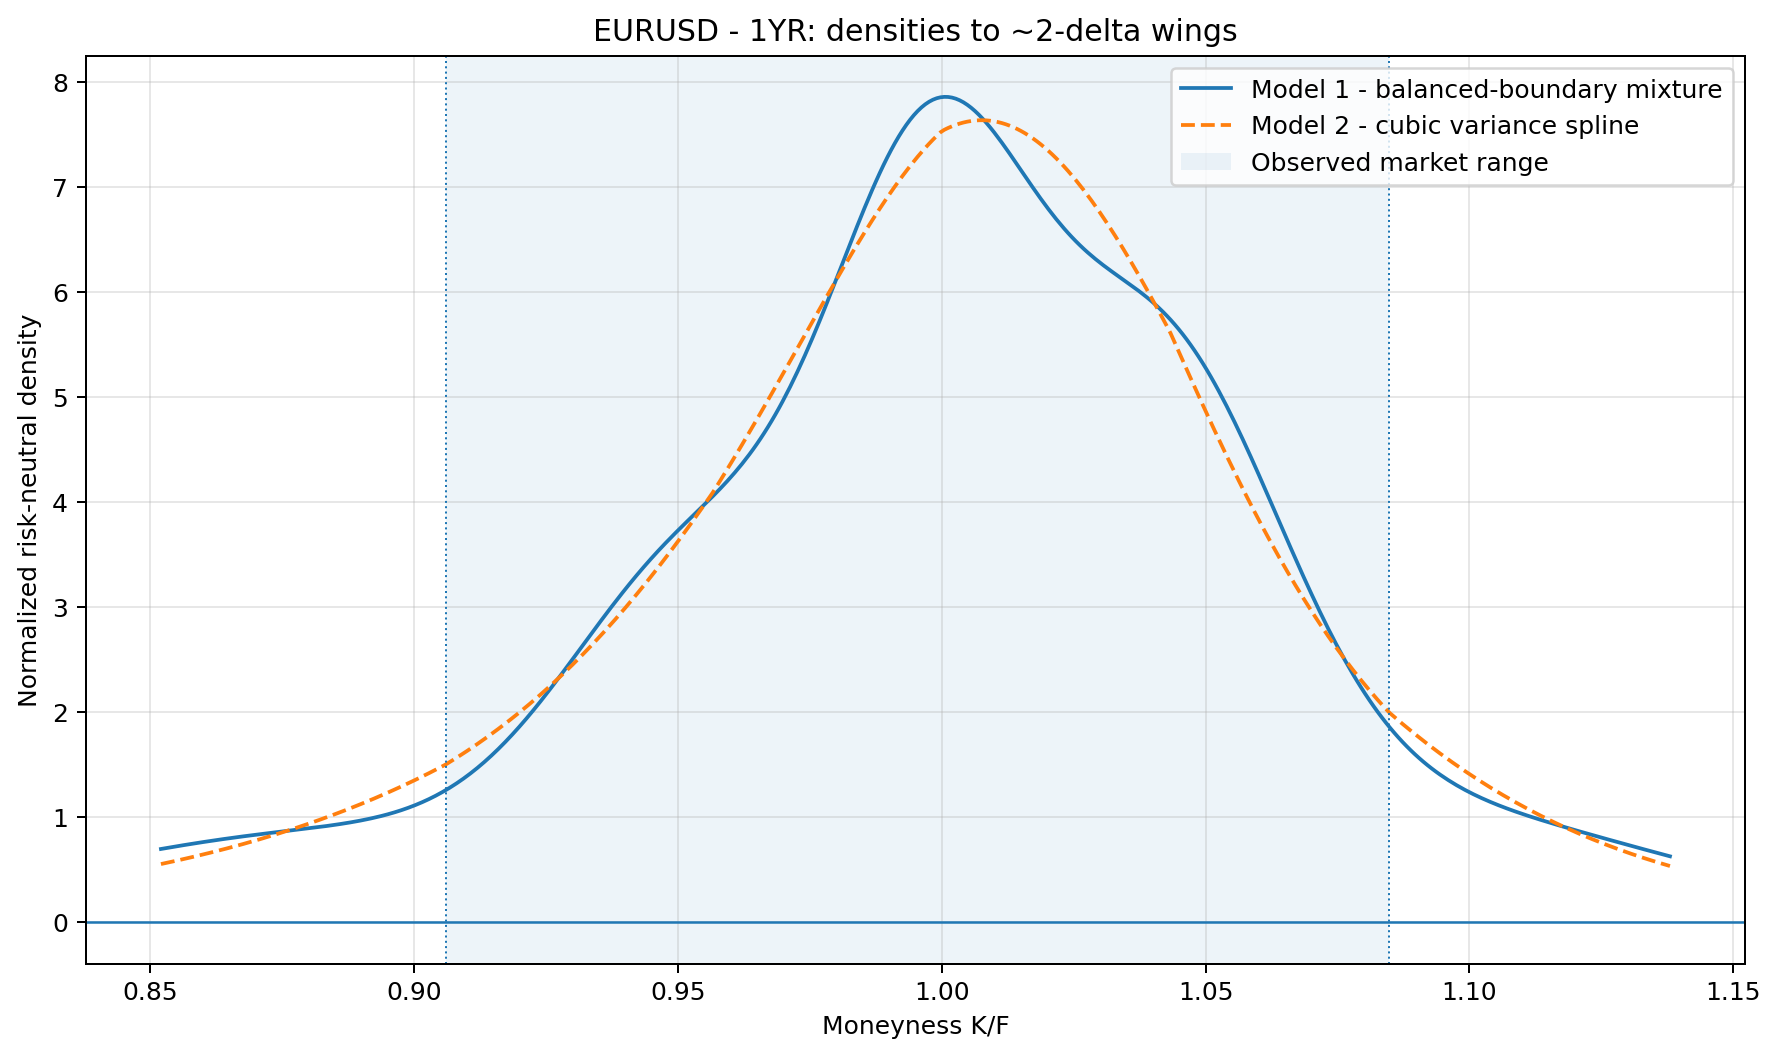 EURUSD - 1YR: densities to ~2-delta wings
Model 1 - balanced-boundary mixture
Model 2 - cubic variance spline
Observed market range
Normalized risk-neutral density
8
7
6
5
4
3
2
1
0
0.85 0.90 0.95 1.00 1.05 1.10 1.15
Moneyness K/F